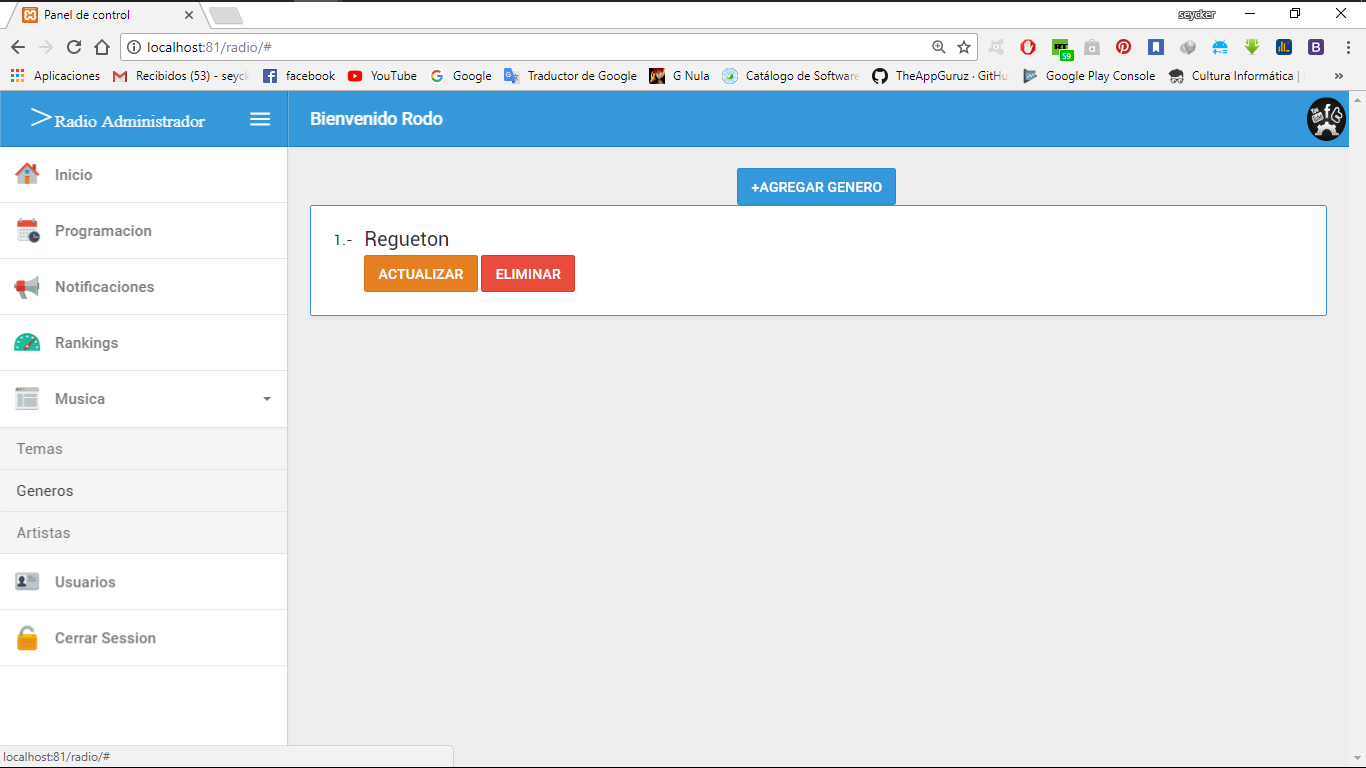 Panel de control
seycker
localhost:81/radio/#
59
Aplicaciones
Recibidos (53) - seyck
facebook
YouTube
Google
Traductor de Google
G Nula
Catálogo de Software
TheAppGuruz · GitHu
Google Play Console
Cultura Informática |
»
>Radio Administrador
Bienvenido Rodo
Inicio
Programacion
Notificaciones
Rankings
Musica
Temas
Generos
Artistas
Usuarios
Cerrar Session
+AGREGAR GENERO
1.- Regueton
ACTUALIZAR ELIMINAR
localhost:81/radio/#